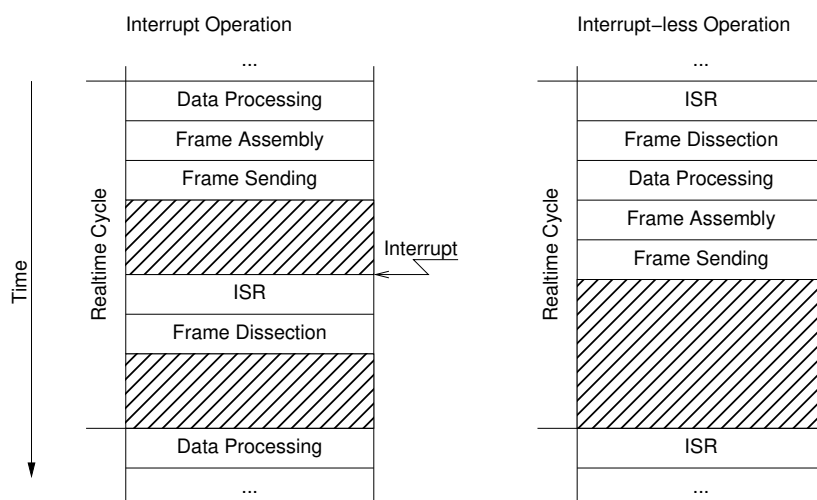 Interrupt Operation
...
Data Processing
Frame Assembly
Frame Sending
Interrupt
ISR
Frame Dissection
Data Processing
...
Realtime Cycle
Time
Interrupt–less Operation
...
ISR
Frame Dissection
Data Processing
Frame Assembly
Frame Sending
ISR
...
Realtime Cycle